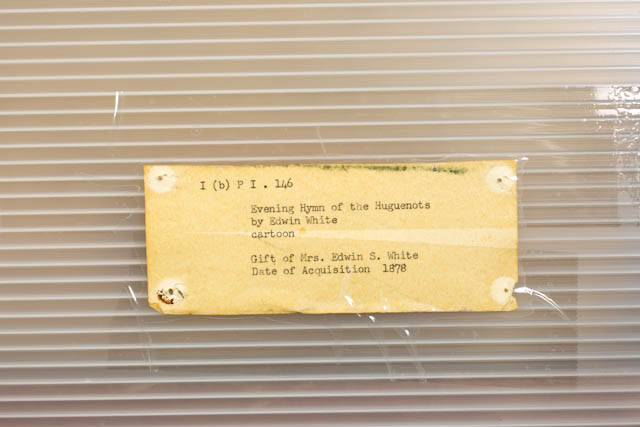 I (b) P I . 146
Evening Hymn of the Huguenots
by Edwin White
cartoon
Gift of Mrs. Edwin S. White
Date of Acquisition 1878